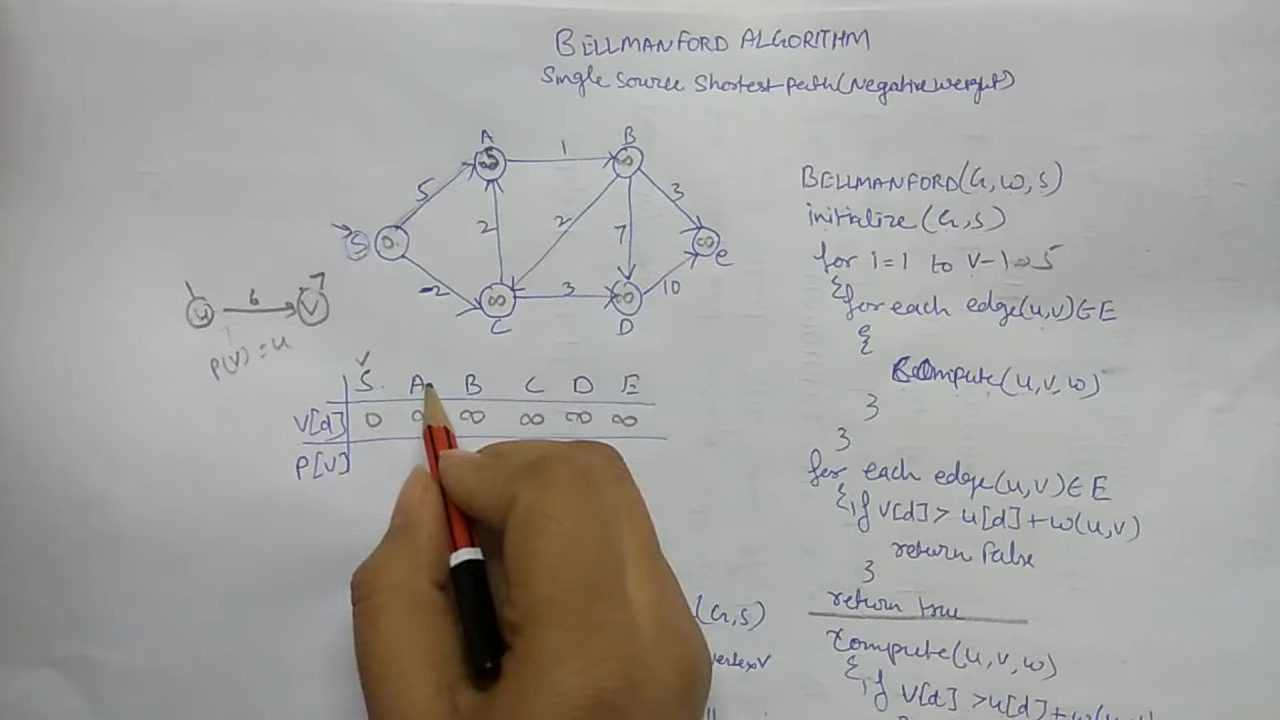 BELLMANFORD ALGORITHM
Single Source Shortest-path(Negative weight)
A
1
B
5
3
S
0
∞
2
2
7
∞
e
-2
∞
3
∞
10
C
D
u
6
V
7
P(V) = u
S A B C D E
V[d] 0 ∞ ∞ ∞ ∞
P[V]
BELLMANFORD(G,W,S)
initialize(G,S)
for i=1 to V-1 → 5
{for each edge(u,v)∈E
{
Compute(u,v,w)
}
}
for each edge(u,v)∈E
{if V[d] > u[d]+w(u,v)
return False
}
return true
(G,S)
vertex V
Compute(u,v,w)
{if V[d] >u[d]+w(u,v)